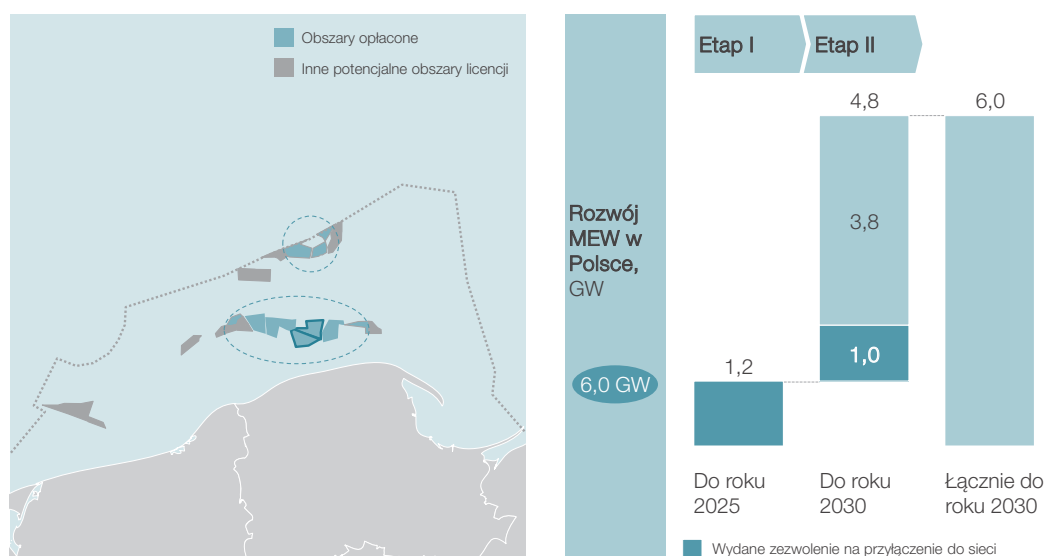 Obszary opłacone
Inne potencjalne obszary licencji
Rozwój
MEW w
Polsce,
GW
6,0 GW
Etap I
Etap II
4,8
6,0
3,8
1,0
1,2
Do roku
2025
Do roku
2030
Łącznie do
roku 2030
Wydane zezwolenie na przyłączenie do sieci